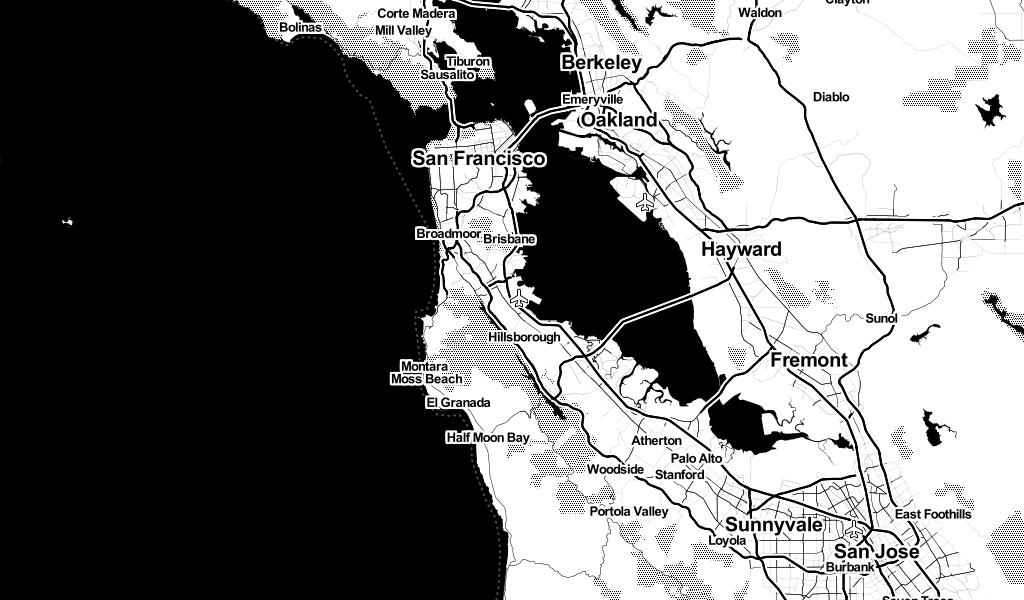 Clayton
Corte Madera
Waldon
Bolinas
Mill Valley
Tiburon
Berkeley
Sausalito
Diablo
Emeryville
Oakland
San Francisco
Broadmoor
Brisbane
Hayward
Sunol
Hillsborough
Fremont
Montara
Moss Beach
El Granada
Half Moon Bay
Atherton
Palo Alto
Woodside
Stanford
Portola Valley
East Foothills
Sunnyvale
Loyola
San Jose
Burbank
Seven Trees